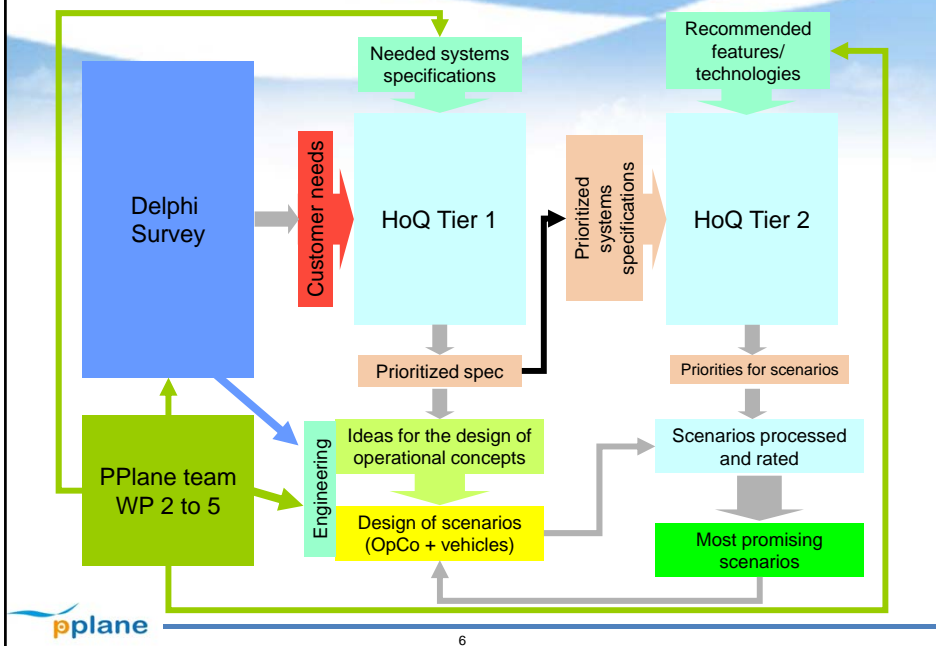 Needed systems
specifications
Recommended
features/
technologies
Delphi
Survey
Customer needs
HoQ Tier 1
Prioritized
systems
specifications
HoQ Tier 2
Prioritized spec
Priorities for scenarios
PPlane team
WP 2 to 5
Engineering
Ideas for the design of
operational concepts
Scenarios processed
and rated
Design of scenarios
(OpCo + vehicles)
Most promising
scenarios
pplane
6